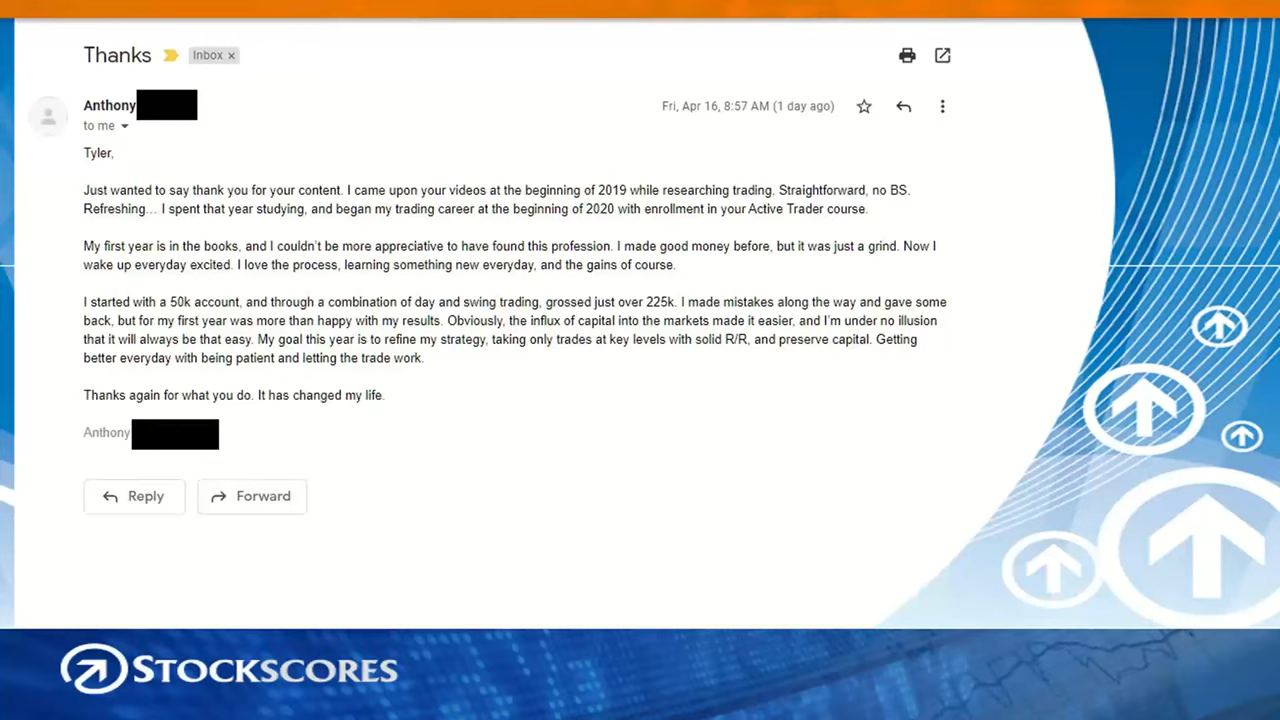 Thanks Inbox ×
Anthony Fri, Apr 16, 8:57 AM (1 day ago)
to me
Tyler,
Just wanted to say thank you for your content. I came upon your videos at the beginning of 2019 while researching trading. Straightforward, no BS.
Refreshing... I spent that year studying, and began my trading career at the beginning of 2020 with enrollment in your Active Trader course.
My first year is in the books, and I couldn't be more appreciative to have found this profession. I made good money before, but it was just a grind. Now I
wake up everyday excited. I love the process, learning something new everyday, and the gains of course.
I started with a 50k account, and through a combination of day and swing trading, grossed just over 225k. I made mistakes along the way and gave some
back, but for my first year was more than happy with my results. Obviously, the influx of capital into the markets made it easier, and I'm under no illusion
that it will always be that easy. My goal this year is to refine my strategy, taking only trades at key levels with solid R/R, and preserve capital. Getting
better everyday with being patient and letting the trade work.
Thanks again for what you do. It has changed my life.
Anthony
Reply Forward
STOCKSCORES